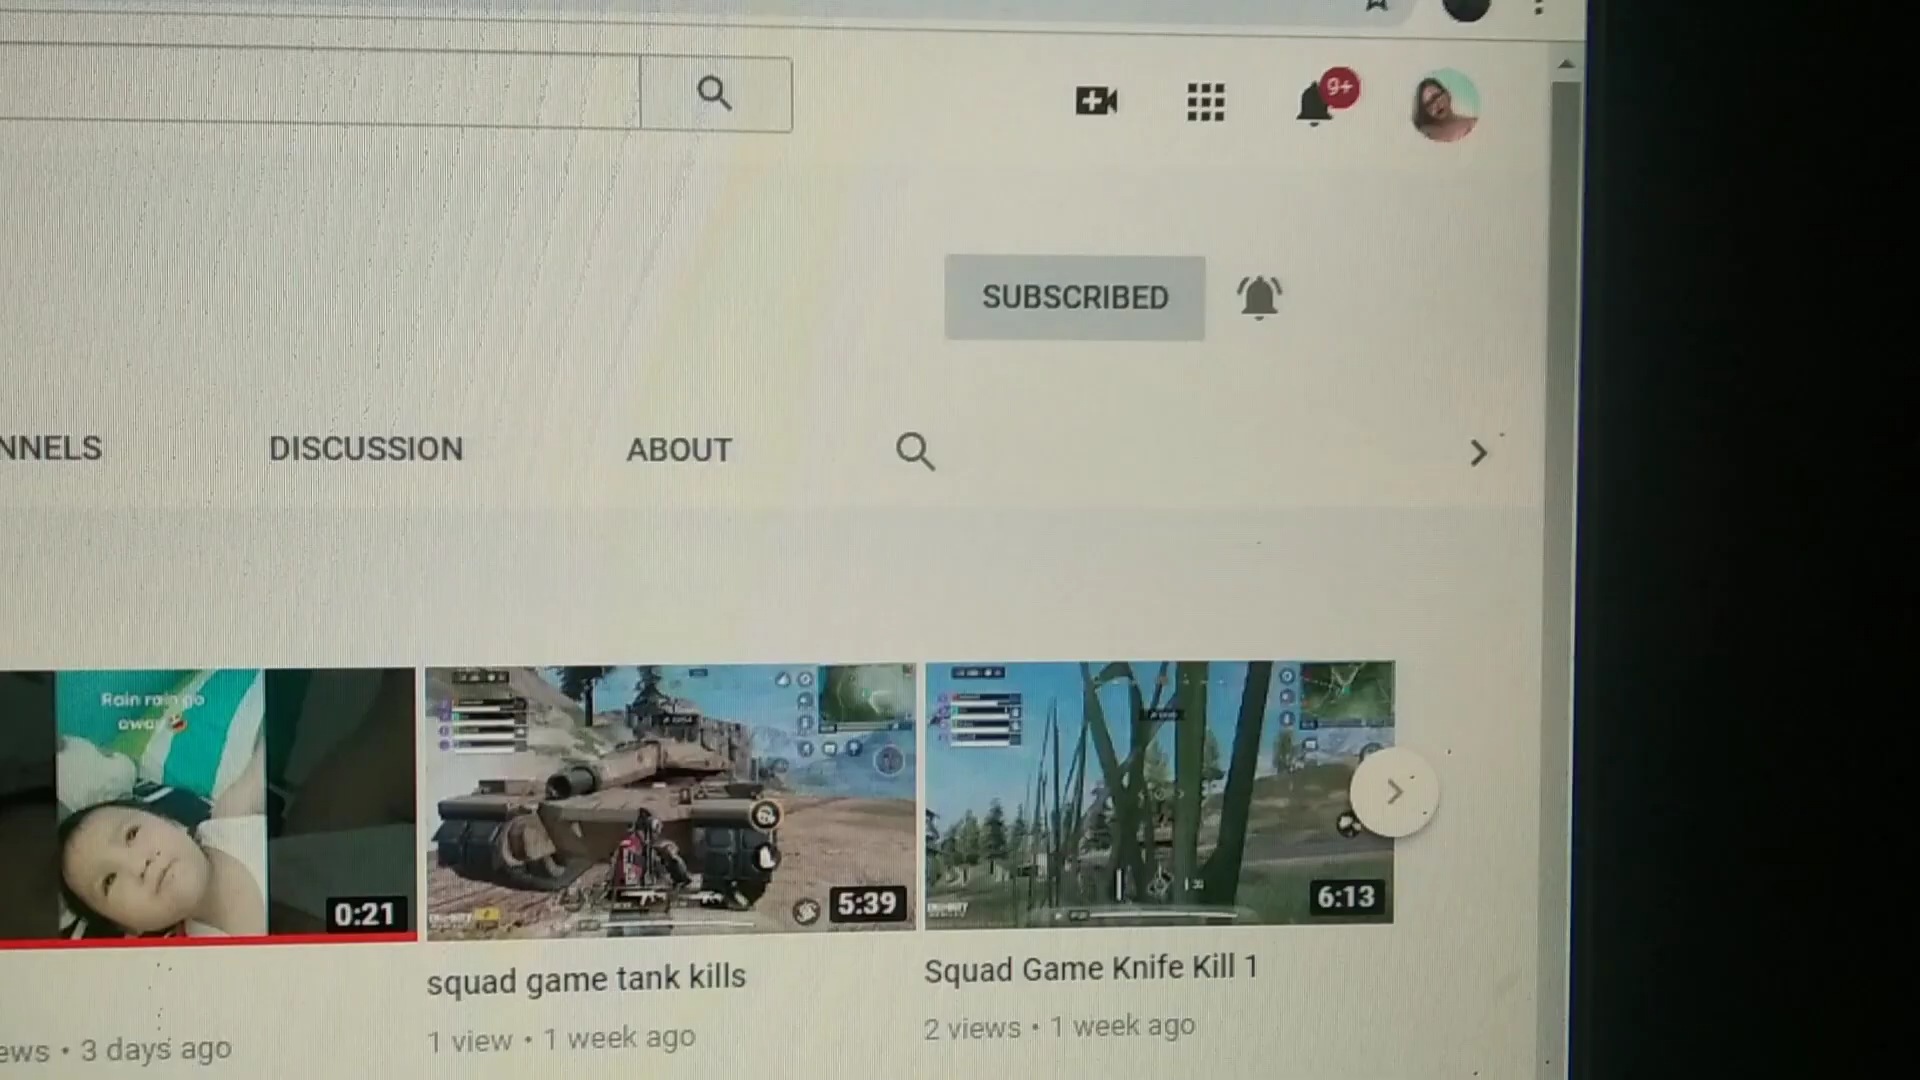 9+
SUBSCRIBED
NNELS DISCUSSION ABOUT
Rain rain go
away
0:21
5:39
6:13
squad game tank kills
Squad Game Knife Kill 1
ews • 3 days ago
1 view • 1 week ago
2 views • 1 week ago